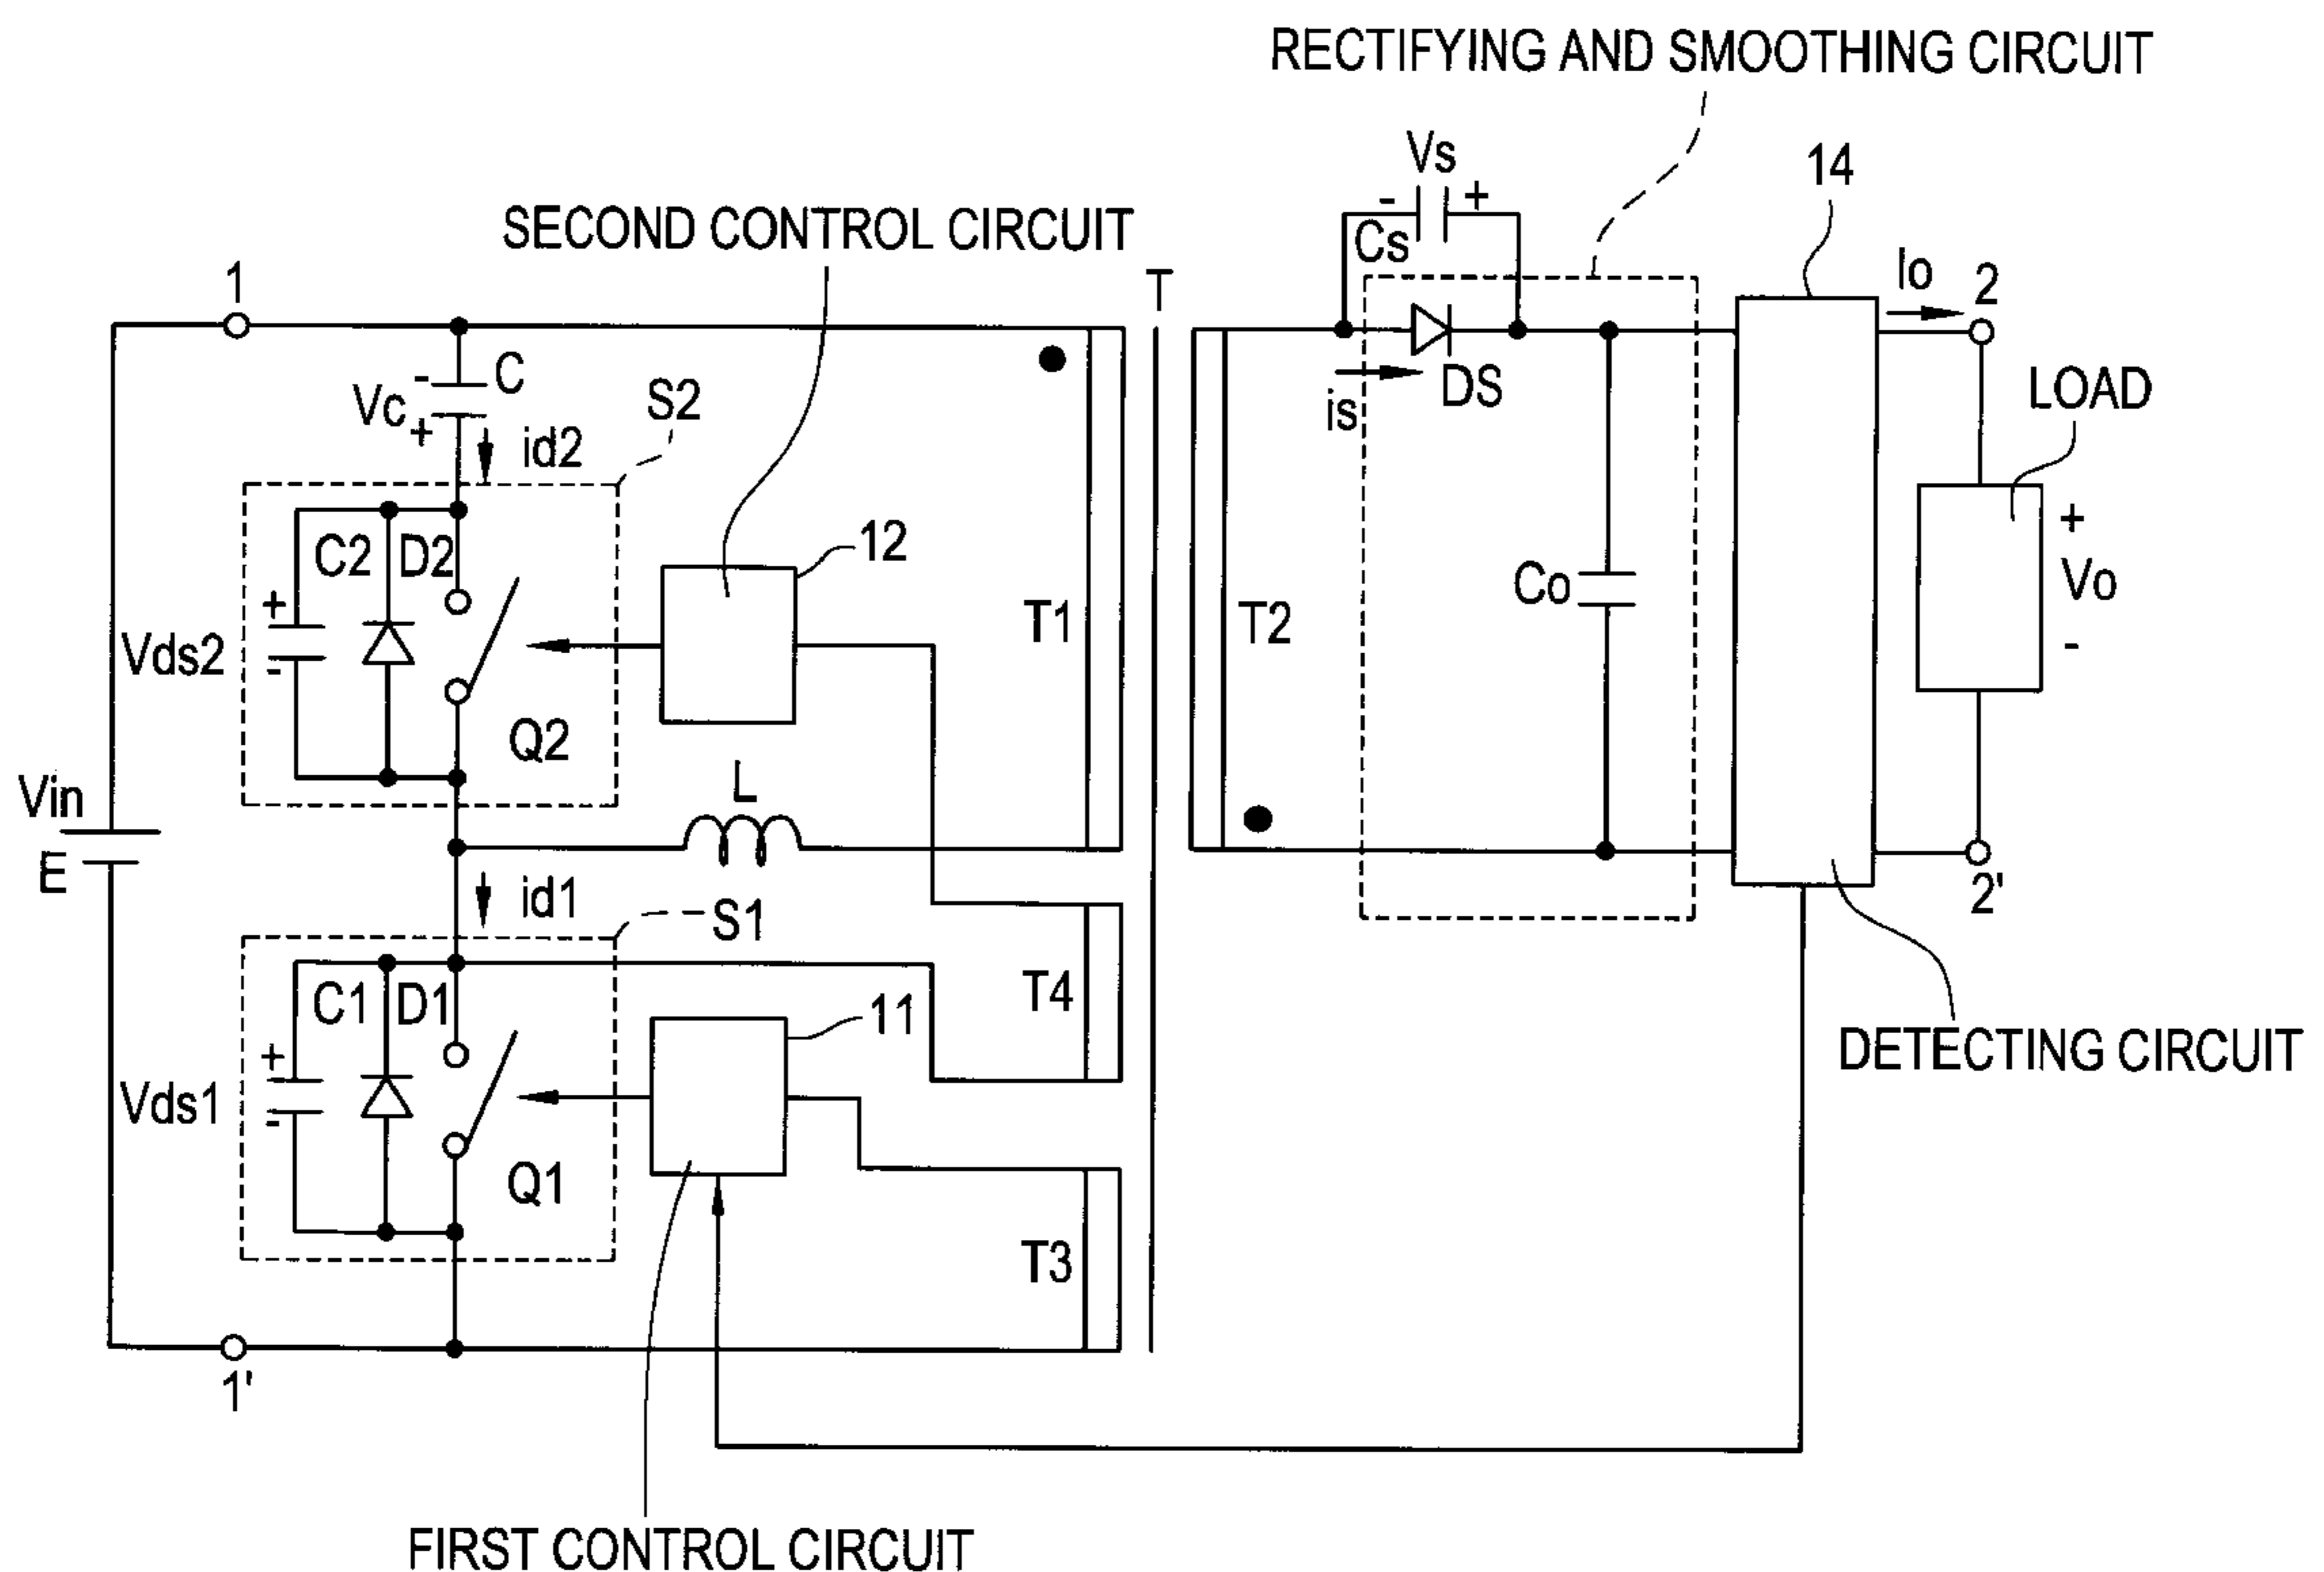 RECTIFYING AND SMOOTHING CIRCUIT
Vs
14
- +
Cs
SECOND CONTROL CIRCUIT
Io
2
1
T
- C
Vc
+
S2
id2
is
DS
LOAD
C2
D2
12
+
Vds2
-
T1
T2
Co
+
Vo
-
Q2
L
Vin
E
id1
S1
2'
C1
D1
11
T4
+
Vds1
-
DETECTING CIRCUIT
Q1
T3
1'
FIRST CONTROL CIRCUIT